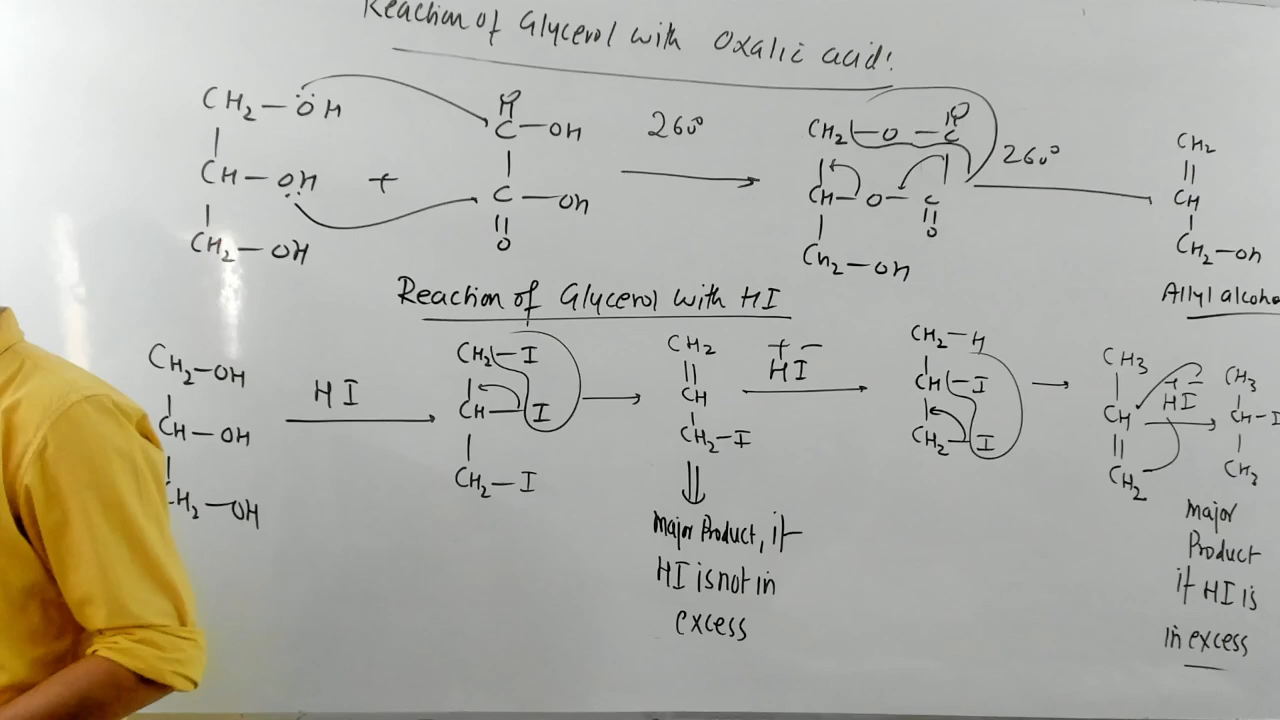 Reaction of Glycerol with Oxalic acid:
CH2—ÖH
CH—OH
CH2—OH
+
O
C—OH
C—OH
O
260°
CH2—O—C
O
CH—O—C
O
CH2—OH
260°
CH2
CH
CH2—OH
Allyl alcoho
Reaction of Glycerol with HI
CH2—OH
CH—OH
CH2—OH
HI
CH2—I
CH—I
CH2—I
CH2
CH
CH2—I
Major Product, if
HI is not in
excess
+ −
HI
CH2—H
CH—I
CH2—I
CH3
CH
CH2
+ −
HI
CH3
CH—I
CH3
Major
Product
if HI is
in excess